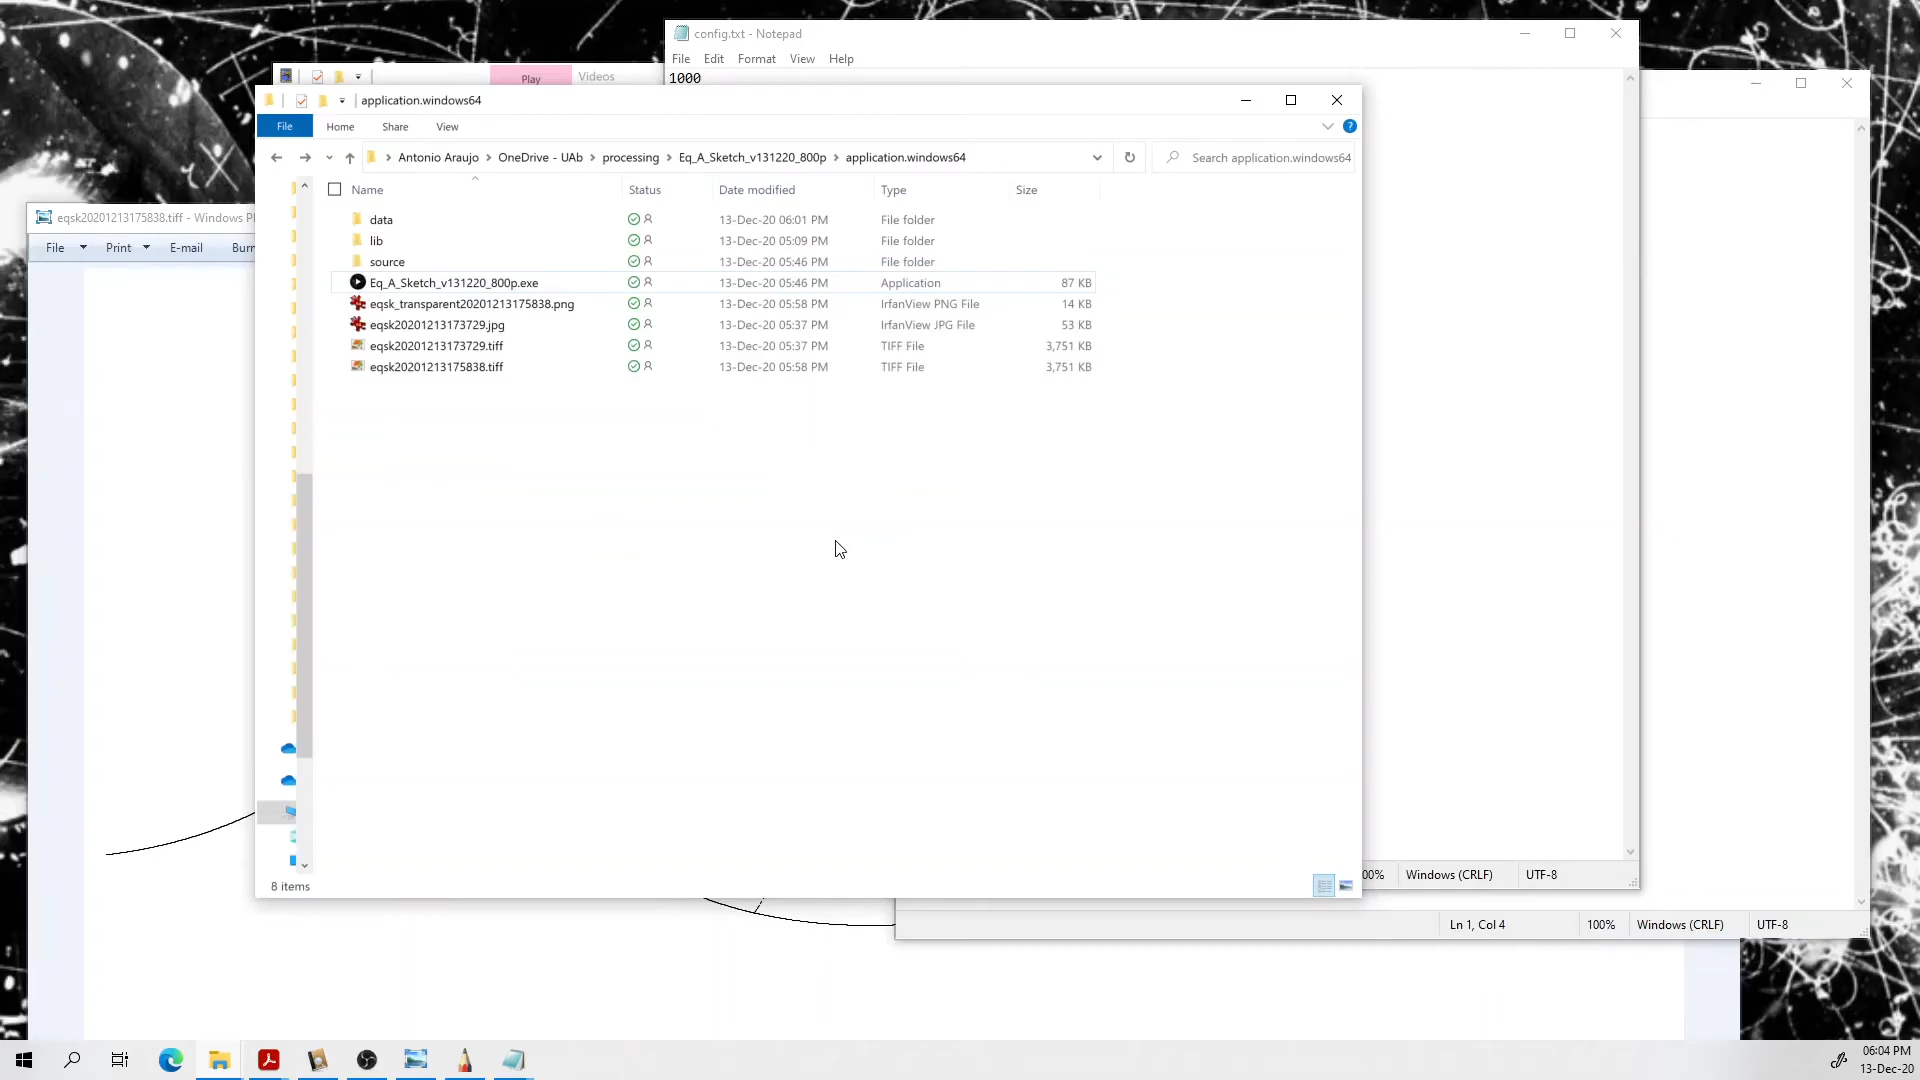 config.txt - Notepad
File Edit Format View Help
1000
Play Videos
application.windows64
File Home Share View
Antonio Araujo OneDrive - UAb processing Eq_A_Sketch_v131220_800p application.windows64
Search application.windows64
Name Status Date modified Type Size
data 13-Dec-20 06:01 PM File folder
lib 13-Dec-20 05:09 PM File folder
source 13-Dec-20 05:46 PM File folder
Eq_A_Sketch_v131220_800p.exe 13-Dec-20 05:46 PM Application 87 KB
eqsk_transparent20201213175838.png 13-Dec-20 05:58 PM IrfanView PNG File 14 KB
eqsk20201213173729.jpg 13-Dec-20 05:37 PM IrfanView JPG File 53 KB
eqsk20201213173729.tiff 13-Dec-20 05:37 PM TIFF File 3,751 KB
eqsk20201213175838.tiff 13-Dec-20 05:58 PM TIFF File 3,751 KB
8 items
eqsk20201213175838.tiff - Windows P
File Print E-mail Burn
00% Windows (CRLF) UTF-8
Ln 1, Col 4 100% Windows (CRLF) UTF-8
06:04 PM
13-Dec-20